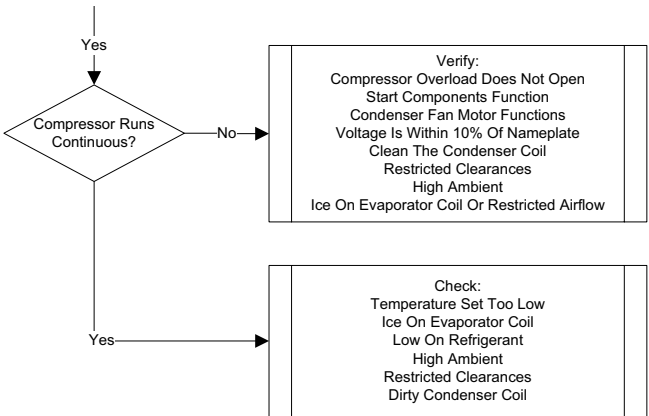 Yes
Compressor Runs
Continuous?
No
Verify:
Compressor Overload Does Not Open
Start Components Function
Condenser Fan Motor Functions
Voltage Is Within 10% Of Nameplate
Clean The Condenser Coil
Restricted Clearances
High Ambient
Ice On Evaporator Coil Or Restricted Airflow
Yes
Check:
Temperature Set Too Low
Ice On Evaporator Coil
Low On Refrigerant
High Ambient
Restricted Clearances
Dirty Condenser Coil